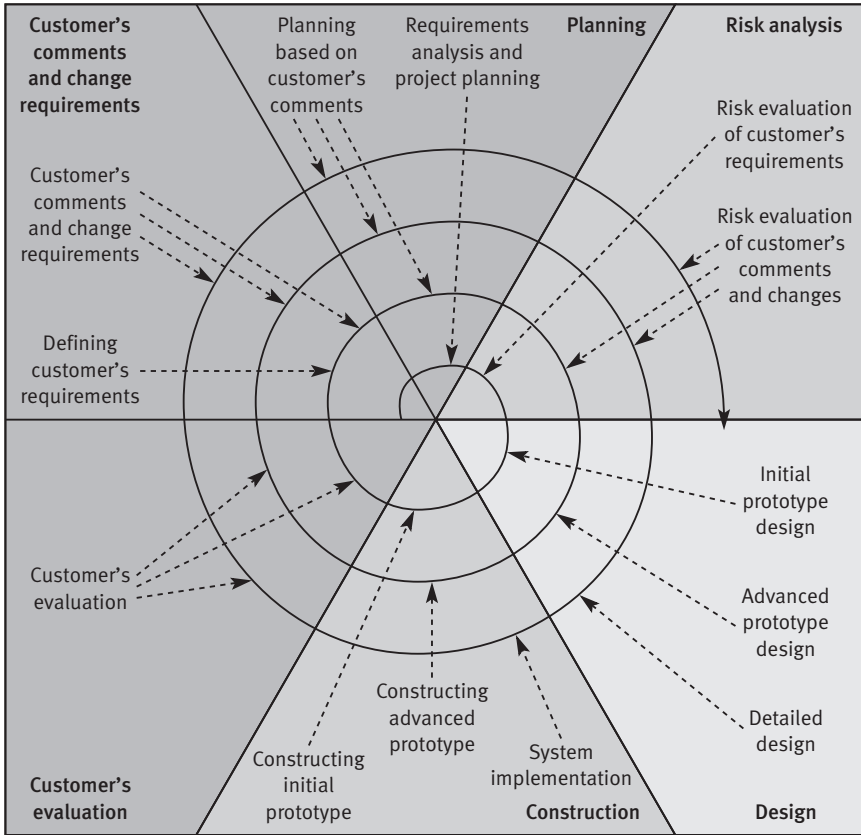 Customer's
comments
and change
requirements
Planning
based on
customer's
comments
Requirements
analysis and
project planning
Planning
Risk analysis
Risk evaluation
of customer's
requirements
Customer's
comments
and change
requirements
Risk evaluation
of customer's
comments
and changes
Defining
customer's
requirements
Initial
prototype
design
Customer's
evaluation
Advanced
prototype
design
Constructing
advanced
prototype
Detailed
design
Constructing
initial
prototype
System
implementation
Customer's
evaluation
Construction
Design